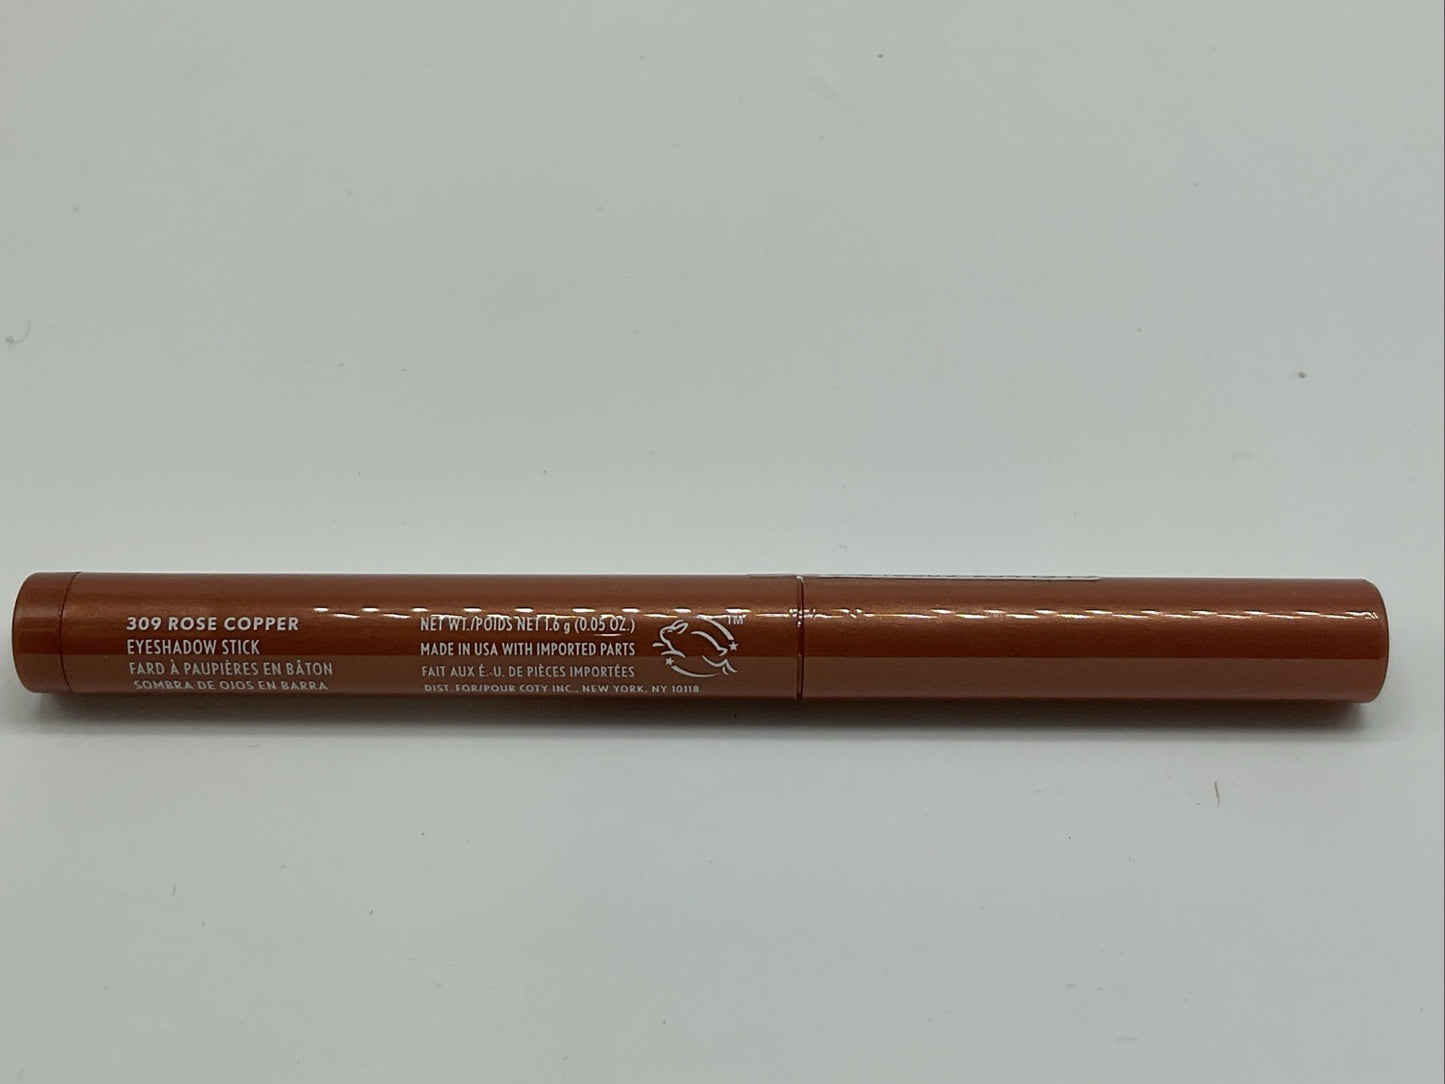 309 ROSE COPPER
EYESHADOW STICK
FARD À PAUPIÈRES EN BÂTON
SOMBRA DE OJOS EN BARRA
NET WT./POIDS NET 1.6 g (0.05 OZ.)
MADE IN USA WITH IMPORTED PARTS
FAIT AUX É.-U. DE PIÈCES IMPORTÉES
DIST. FOR/POUR COTY INC., NEW YORK, NY 10118
TM